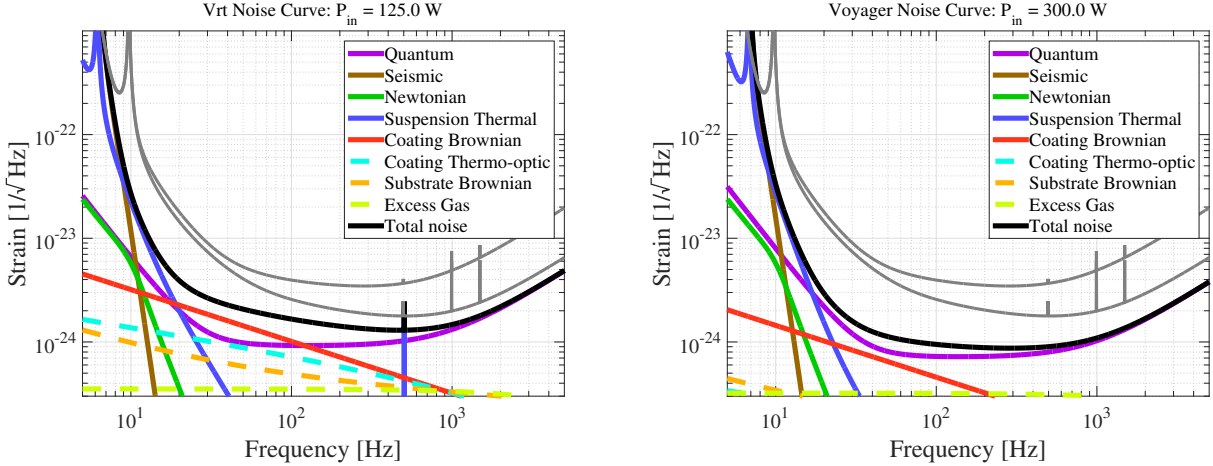 Vrt Noise Curve: P_in = 125.0 W
Strain [1/√Hz]
10^-22
10^-23
10^-24
10^1
10^2
10^3
Frequency [Hz]
Quantum
Seismic
Newtonian
Suspension Thermal
Coating Brownian
Coating Thermo-optic
Substrate Brownian
Excess Gas
Total noise
Voyager Noise Curve: P_in = 300.0 W
Strain [1/√Hz]
10^-22
10^-23
10^-24
10^1
10^2
10^3
Frequency [Hz]
Quantum
Seismic
Newtonian
Suspension Thermal
Coating Brownian
Coating Thermo-optic
Substrate Brownian
Excess Gas
Total noise